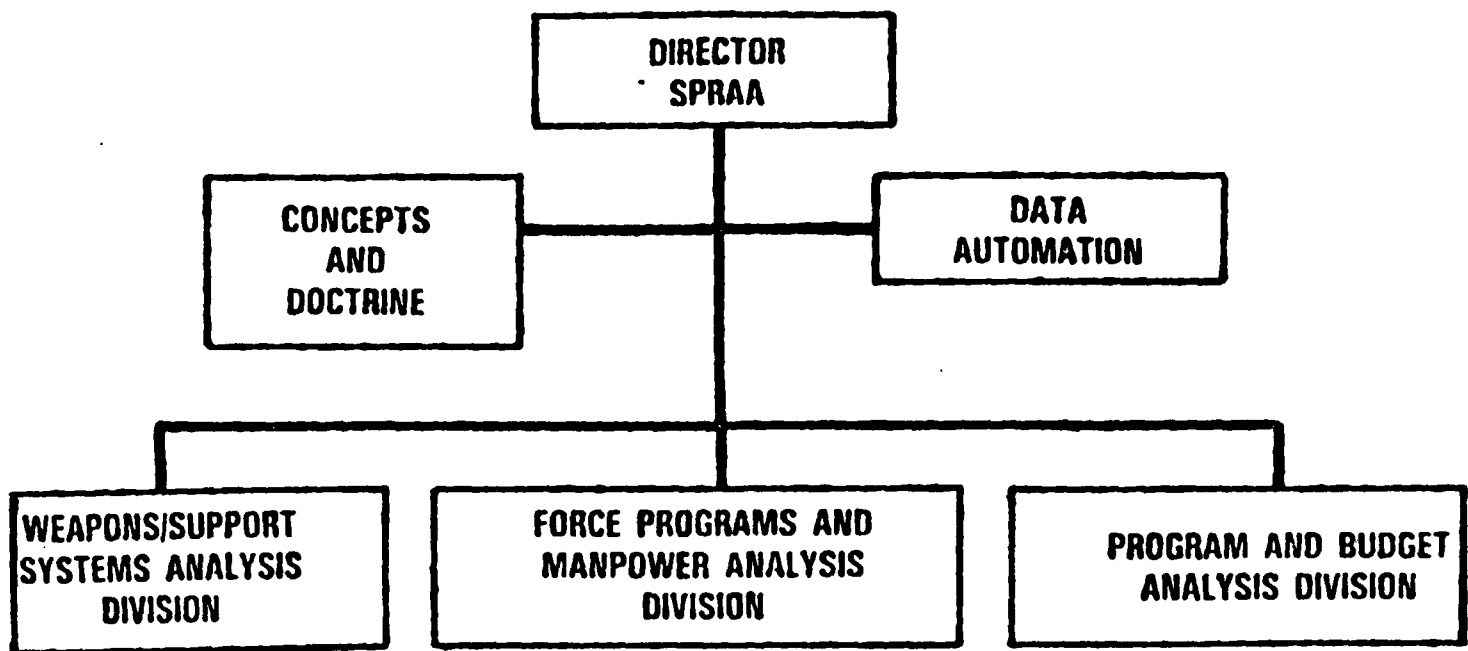 DIRECTOR
SPRAA
CONCEPTS
AND
DOCTRINE
DATA
AUTOMATION
WEAPONS/SUPPORT
SYSTEMS ANALYSIS
DIVISION
FORCE PROGRAMS AND
MANPOWER ANALYSIS
DIVISION
PROGRAM AND BUDGET
ANALYSIS DIVISION